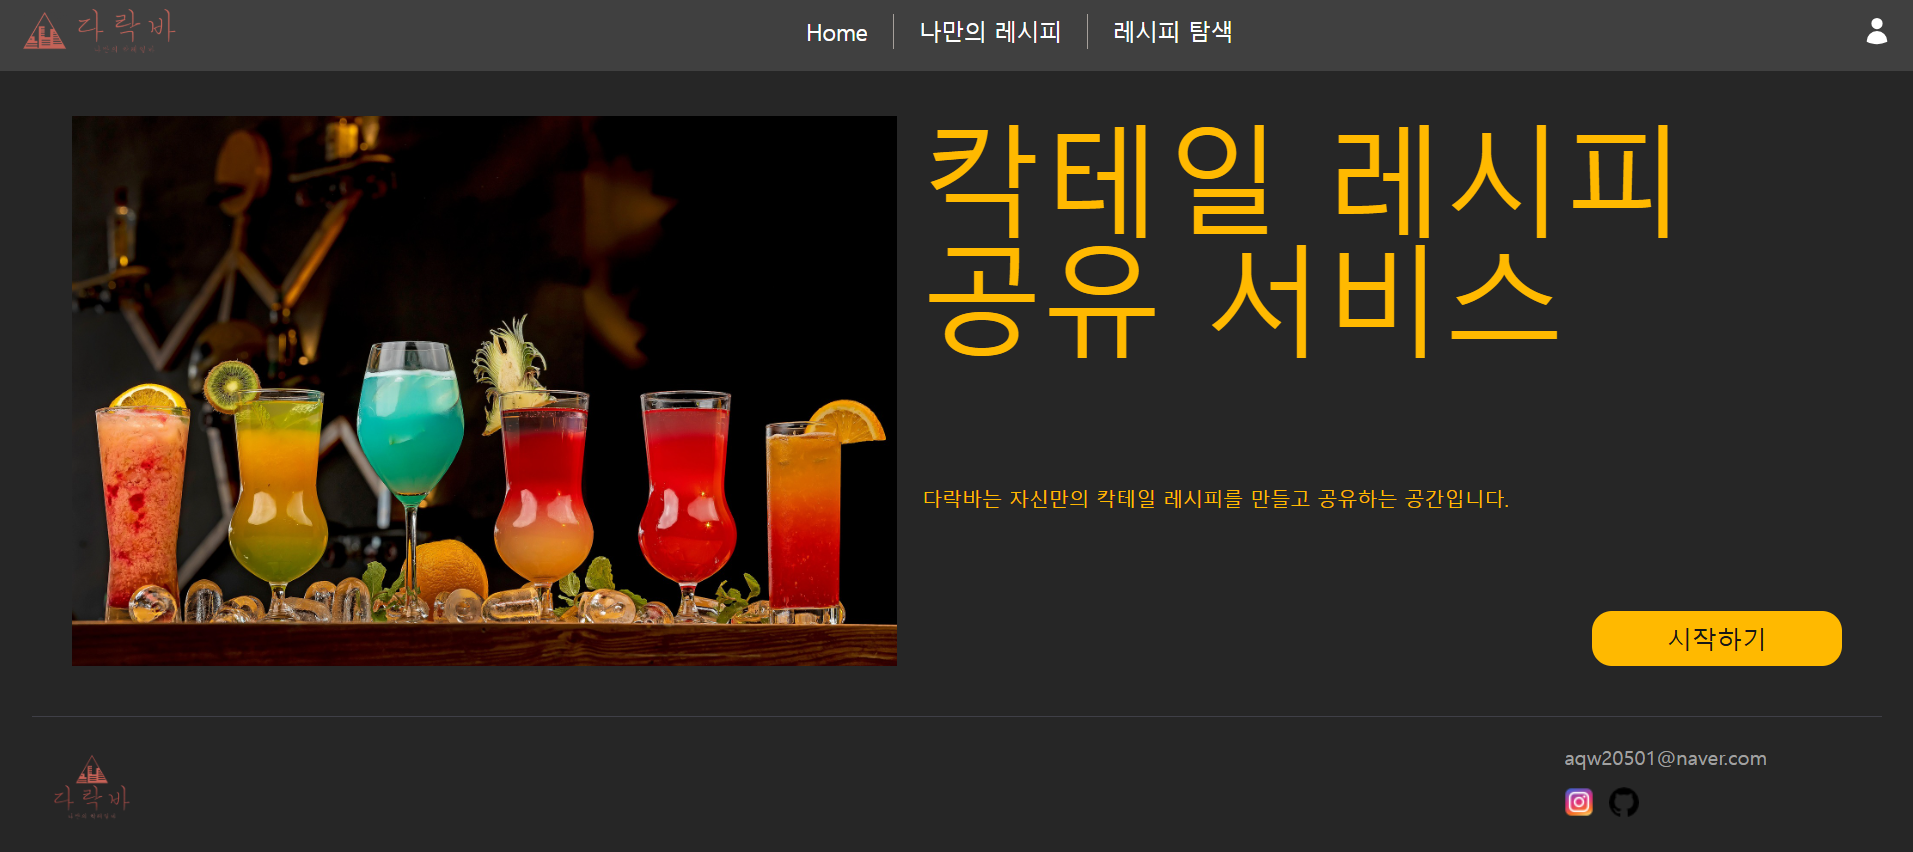 다락바
Home
나만의 레시피
레시피 탐색
칵테일 레시피
공유 서비스
다락바는 자신만의 칵테일 레시피를 만들고 공유하는 공간입니다.
시작하기
다락바
aqw20501@naver.com